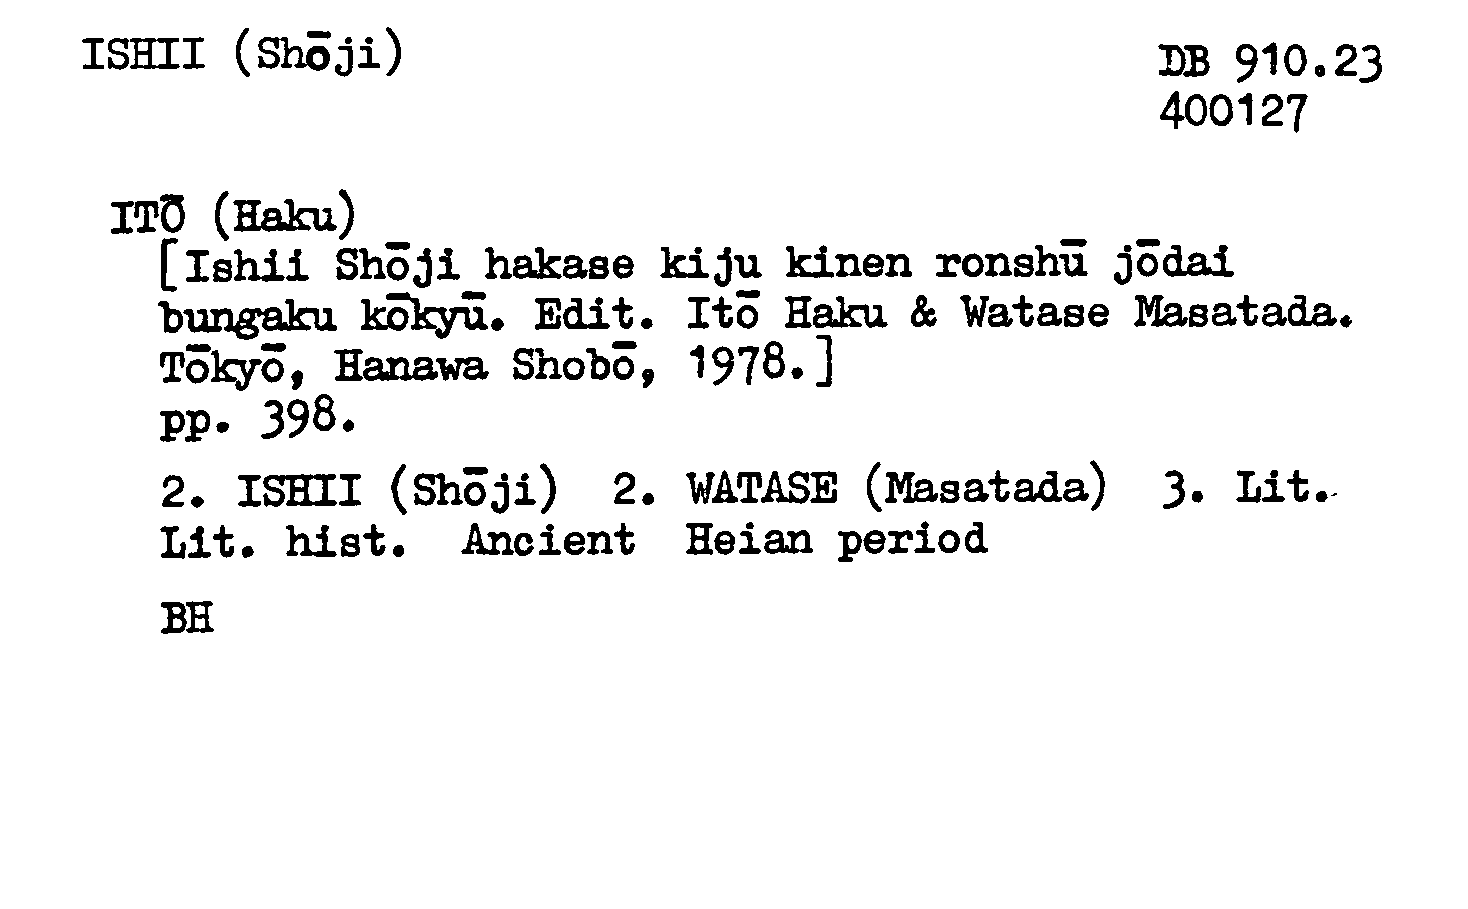 ISHII (Shōji)
DB 910.23
400127
ITŌ (Haku)
[Ishii Shōji hakase kiju kinen ronshū jōdai
bungaku kōkyū. Edit. Itō Haku & Watase Masatada.
Tōkyō, Hanawa Shobō, 1978.]
pp. 398.
2. ISHII (Shōji) 2. WATASE (Masatada) 3. Lit.
Lit. hist. Ancient Heian period
BH